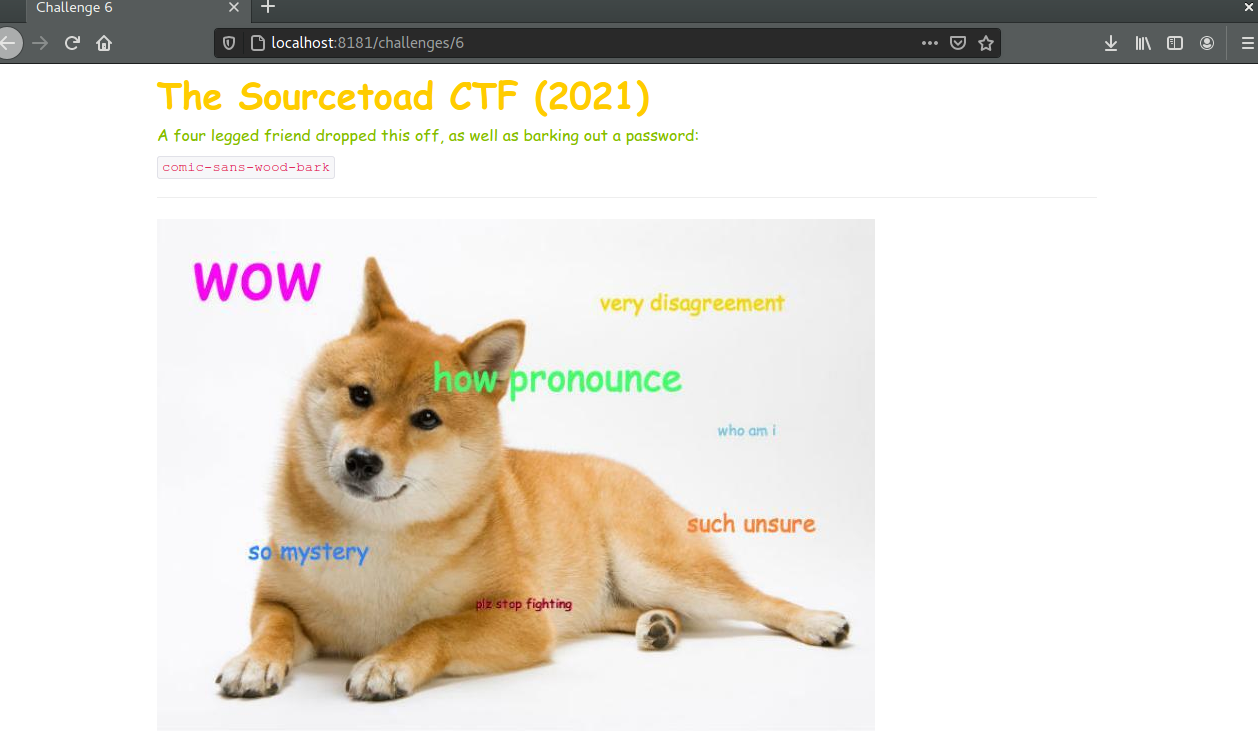 Challenge 6
localhost:8181/challenges/6
The Sourcetoad CTF (2021)
A four legged friend dropped this off, as well as barking out a password:
comic-sans-wood-bark
wow
very disagreement
how pronounce
who am i
such unsure
so mystery
plz stop fighting